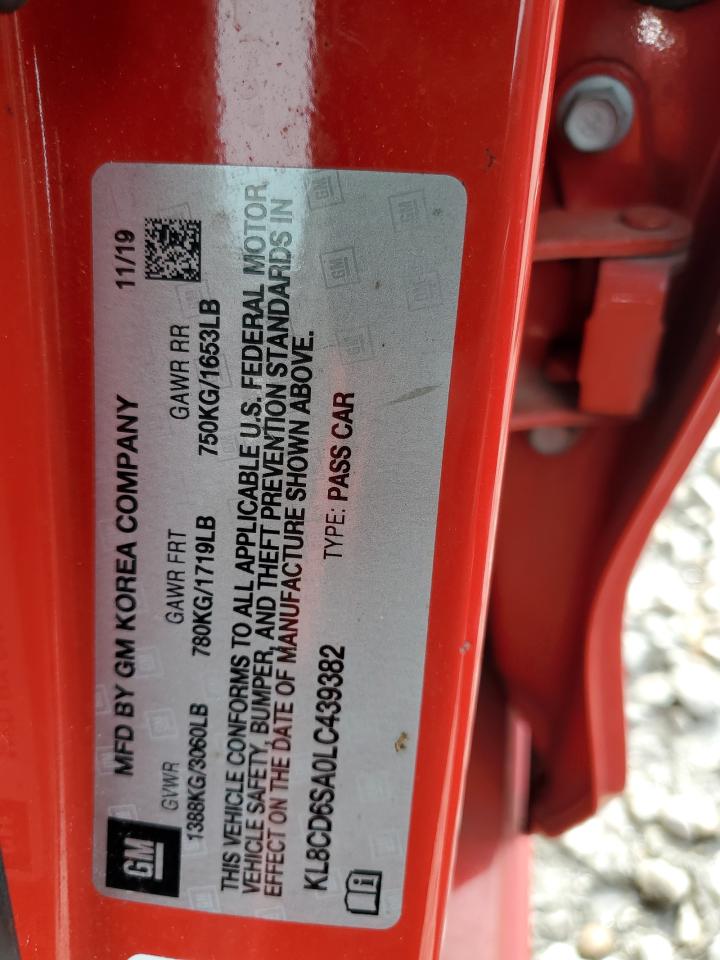 GM
MFD BY GM KOREA COMPANY 11/19
GVWR GAWR FRT GAWR RR
1388KG/3060LB 780KG/1719LB 750KG/1653LB
THIS VEHICLE CONFORMS TO ALL APPLICABLE U.S. FEDERAL MOTOR
VEHICLE SAFETY, BUMPER, AND THEFT PREVENTION STANDARDS IN
EFFECT ON THE DATE OF MANUFACTURE SHOWN ABOVE.
KL8CD6SA0LC439382 TYPE: PASS CAR